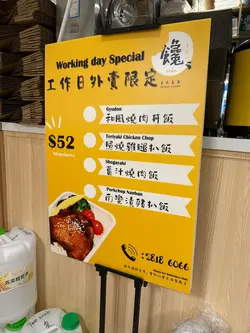 Working day Special
工作日外賣限定
饞
Gyudon
和風燒肉丼飯
Teriyaki Chicken Chop
照燒雞腿扒飯
$52
Shogayaki
薑汁燒肉飯
Porkchop Nanban
南蠻漬豬扒飯
:2818 6066